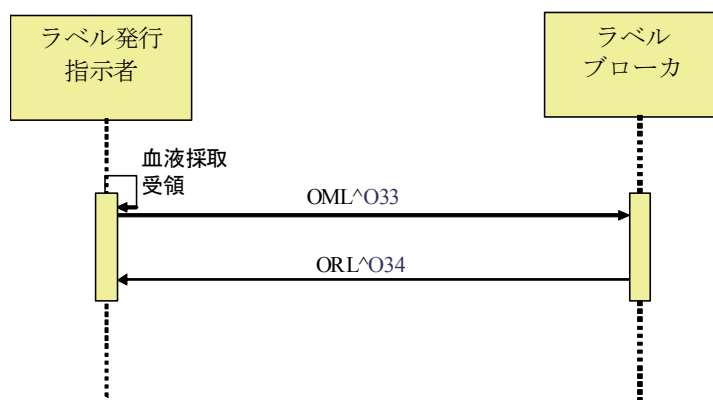 ラベル発行
指示者
ラベル
ブローカ
血液採取
受領
OML^O33
ORL^O34